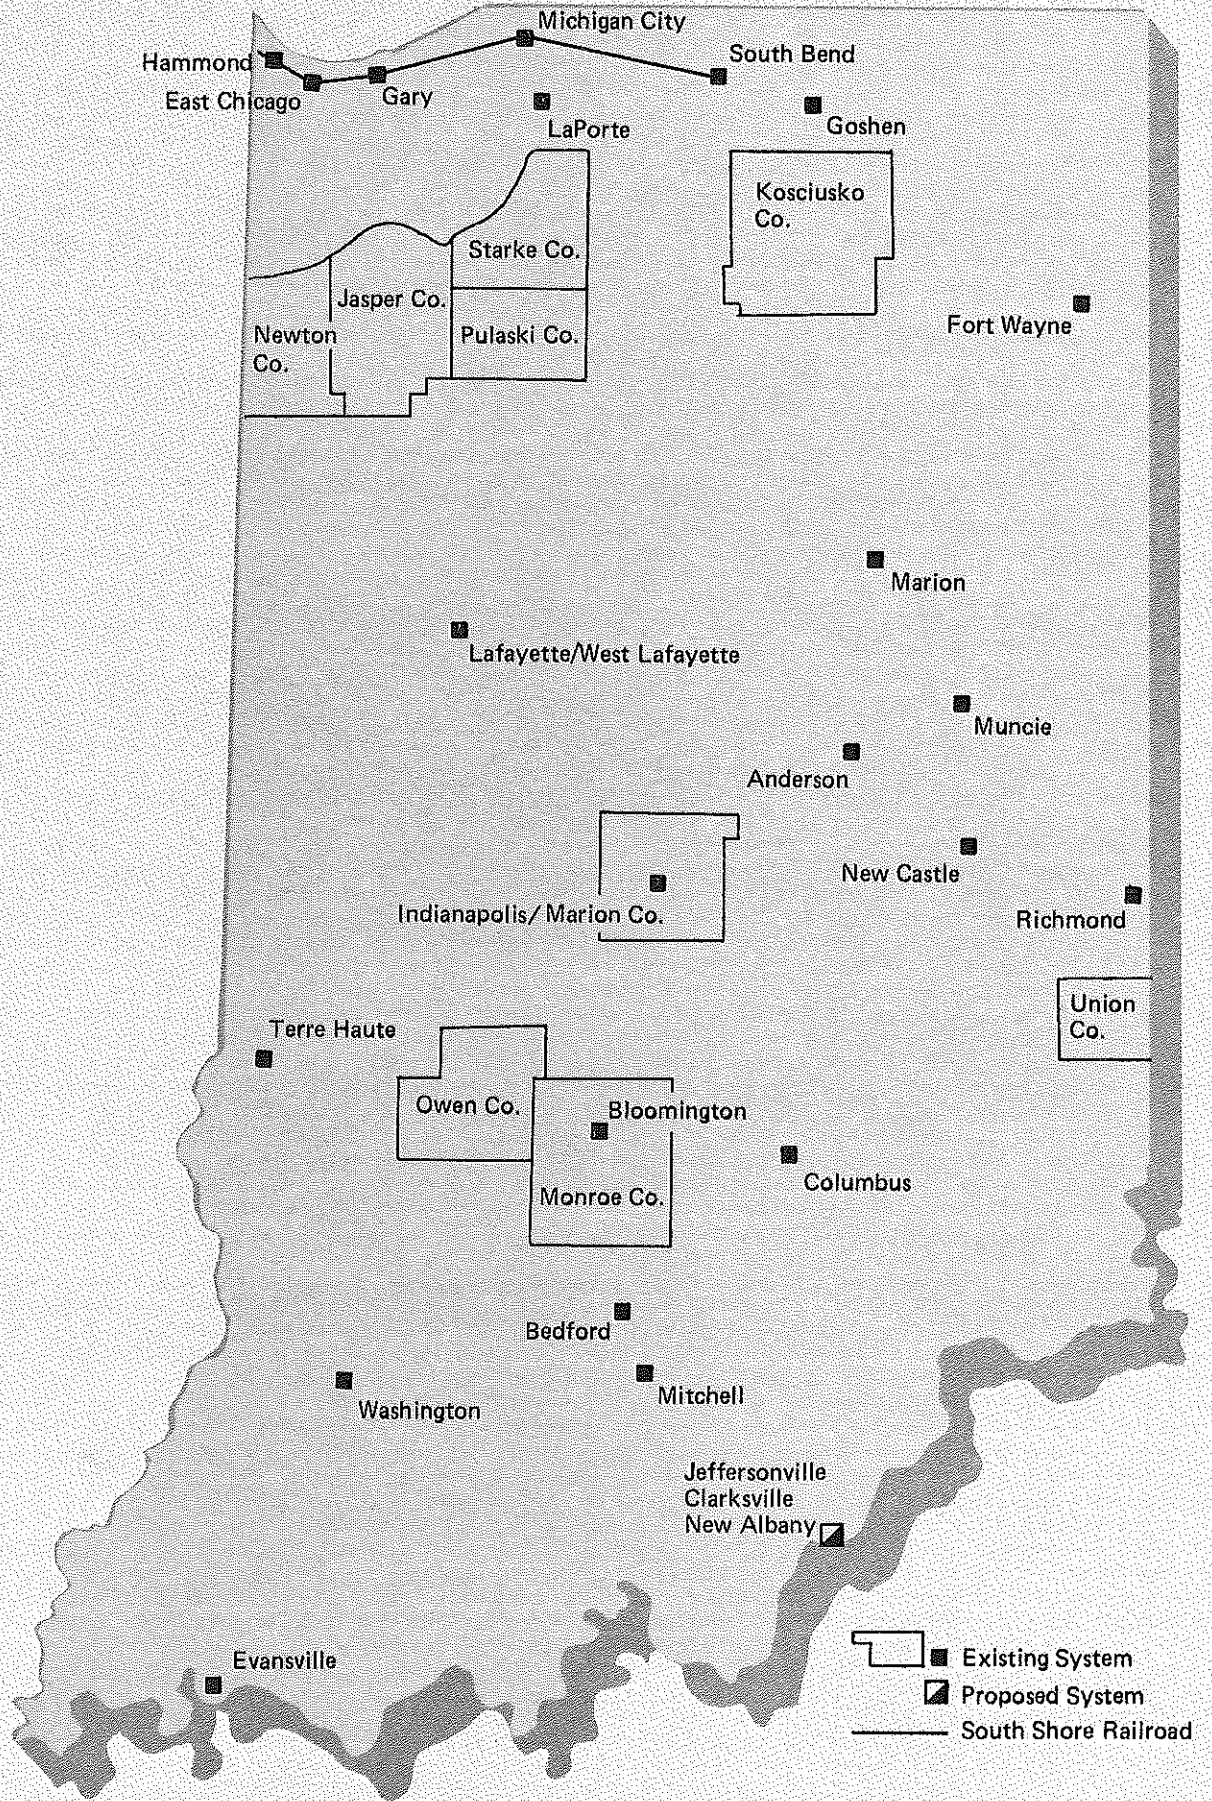 Michigan City
Hammond
South Bend
East Chicago
Gary
LaPorte
Goshen
Kosciusko
Co.
Starke Co.
Jasper Co.
Newton
Co.
Pulaski Co.
Fort Wayne
Marion
Lafayette/West Lafayette
Muncie
Anderson
New Castle
Indianapolis/Marion Co.
Richmond
Union
Co.
Terre Haute
Owen Co.
Bloomington
Columbus
Monroe Co.
Bedford
Mitchell
Washington
Jeffersonville
Clarksville
New Albany
Evansville
Existing System
Proposed System
South Shore Railroad